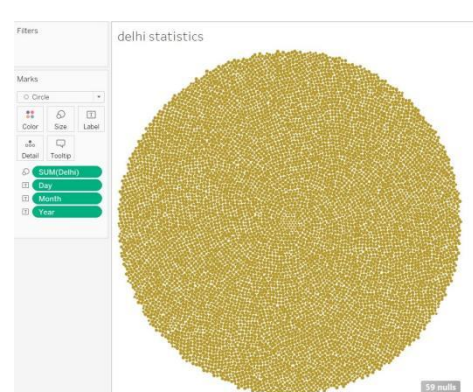 Filters
delhi statistics
Marks
Circle
Color Size Label
Detail Tooltip
SUM(Delhi)
Day
Month
Year
59 nulls